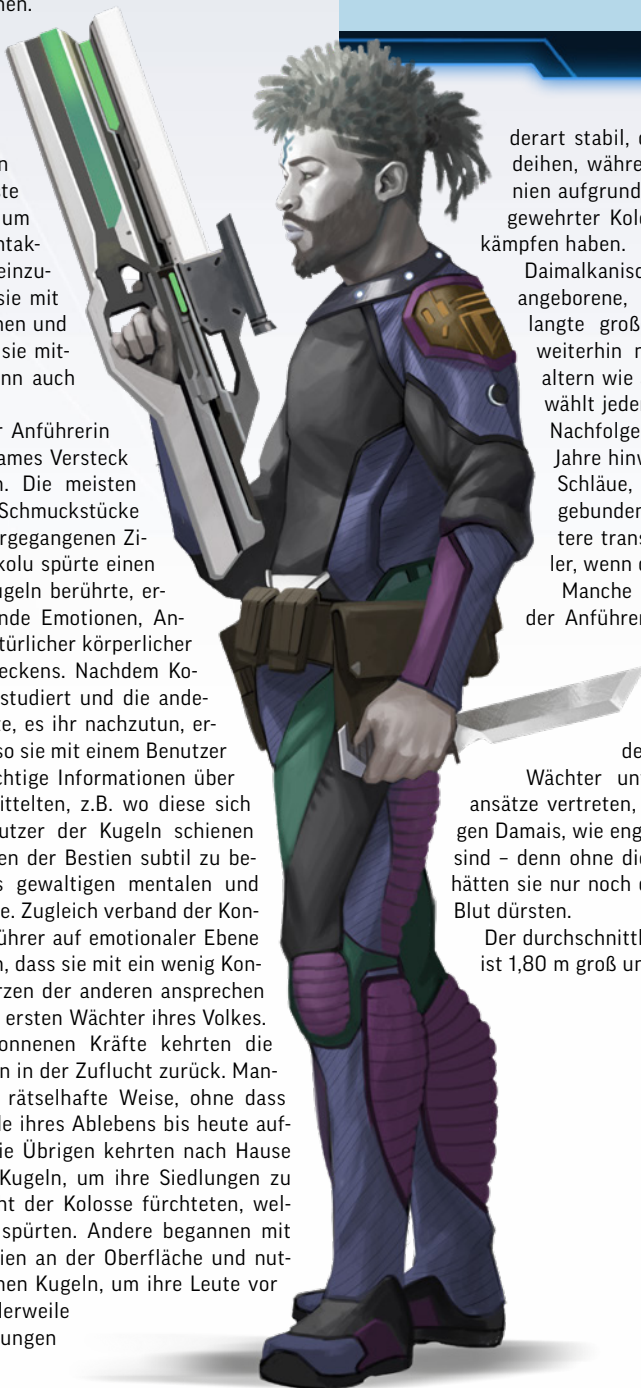 nen.
n
ste
um
ntak-
einzu-
sie mit
nen und
sie mit-
nn auch
r Anführerin
ames Versteck
n. Die meisten
Schmuckstücke
rgegangenen Zi-
kolu spürte einen
ugeln berührte, er-
nde Emotionen, An-
türlicher körperlicher
eckens. Nachdem Ko-
studiert und die ande-
te, es ihr nachzutun, er-
so sie mit einem Benutzer
chtige Informationen über
ittelten, z.B. wo diese sich
utzer der Kugeln schienen
en der Bestien subtil zu be-
s gewaltigen mentalen und
e. Zugleich verband der Kon-
führer auf emotionaler Ebene
n, dass sie mit ein wenig Kon-
rzen der anderen ansprechen
ersten Wächter ihres Volkes.
onnenen Kräfte kehrten die
n in der Zuflucht zurück. Man-
rätselhafte Weise, ohne dass
de ihres Ablebens bis heute auf-
ie Übrigen kehrten nach Hause
Kugeln, um ihre Siedlungen zu
ht der Kolosse fürchteten, wel-
spürten. Andere begannen mit
ien an der Oberfläche und nut-
nen Kugeln, um ihre Leute vor
derweile
ungen
derart stabil, d
deihen, währe
nien aufgrund
gewehrter Kolo
kämpfen haben.
Daimalkanisc
angeborene,
langte groß
weiterhin n
altern wie
wählt jeder
Nachfolge
Jahre hinw
Schläue,
gebunden
tere trans
ler, wenn d
Manche
der Anführer
de
Wächter unt
ansätze vertreten,
gen Damais, wie eng
sind – denn ohne die
hätten sie nur noch d
Blut dürsten.
Der durchschnittl
ist 1,80 m groß un